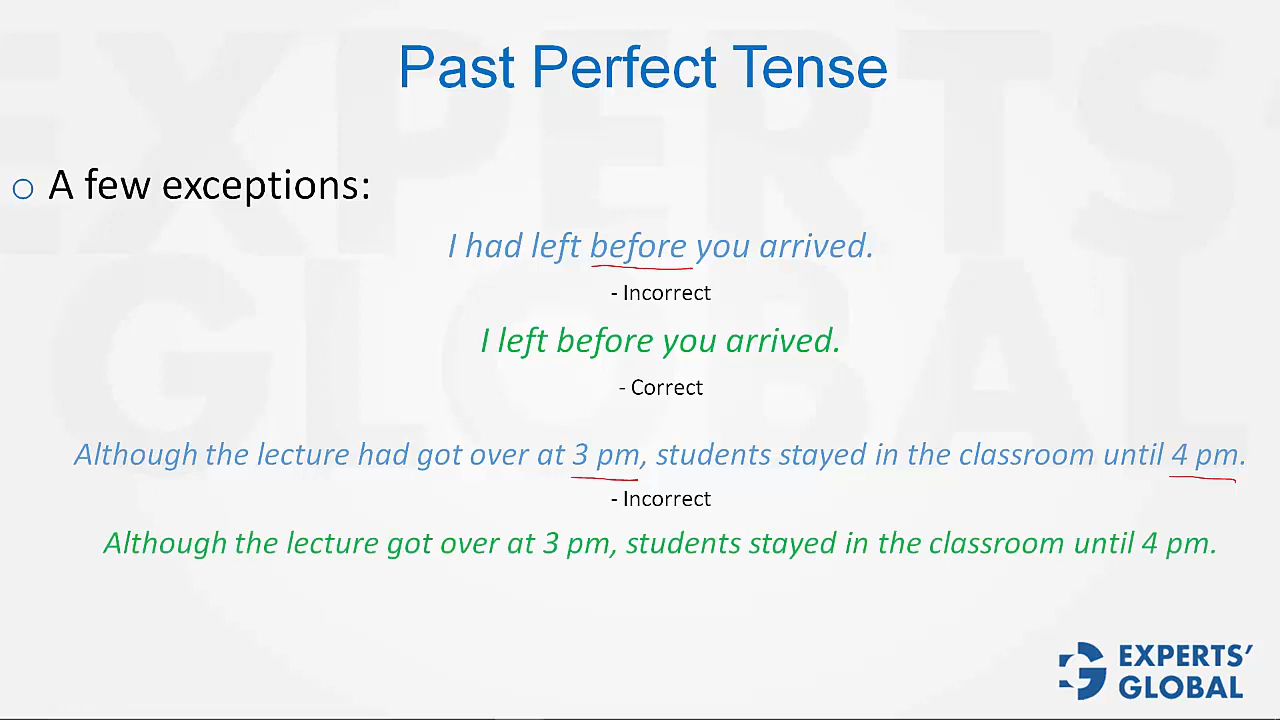 Past Perfect Tense
A few exceptions:
I had left before you arrived.
- Incorrect
I left before you arrived.
- Correct
Although the lecture had got over at 3 pm, students stayed in the classroom until 4 pm.
- Incorrect
Although the lecture got over at 3 pm, students stayed in the classroom until 4 pm.
EXPERTS’
GLOBAL